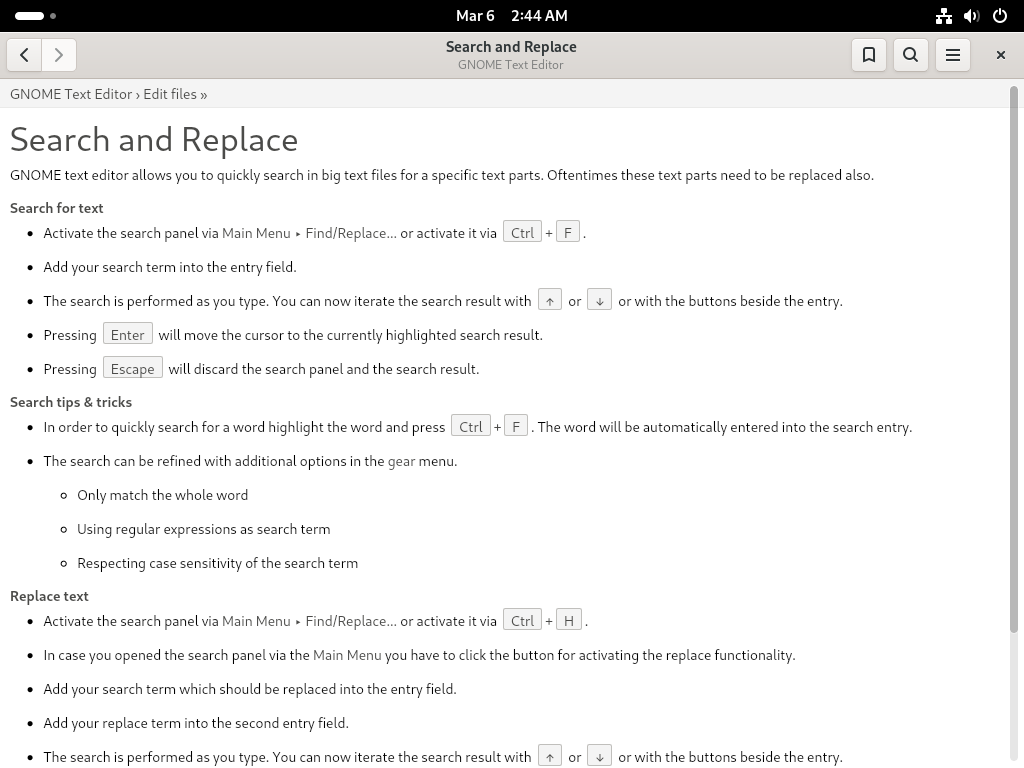 Mar 6 2:44 AM
Search and Replace
GNOME Text Editor
GNOME Text Editor › Edit files »
Search and Replace
GNOME text editor allows you to quickly search in big text files for a specific text parts. Oftentimes these text parts need to be replaced also.
Search for text
• Activate the search panel via Main Menu ▸ Find/Replace... or activate it via Ctrl + F .
• Add your search term into the entry field.
• The search is performed as you type. You can now iterate the search result with ↑ or ↓ or with the buttons beside the entry.
• Pressing Enter will move the cursor to the currently highlighted search result.
• Pressing Escape will discard the search panel and the search result.
Search tips & tricks
• In order to quickly search for a word highlight the word and press Ctrl + F . The word will be automatically entered into the search entry.
• The search can be refined with additional options in the gear menu.
◦ Only match the whole word
◦ Using regular expressions as search term
◦ Respecting case sensitivity of the search term
Replace text
• Activate the search panel via Main Menu ▸ Find/Replace... or activate it via Ctrl + H .
• In case you opened the search panel via the Main Menu you have to click the button for activating the replace functionality.
• Add your search term which should be replaced into the entry field.
• Add your replace term into the second entry field.
• The search is performed as you type. You can now iterate the search result with ↑ or ↓ or with the buttons beside the entry.